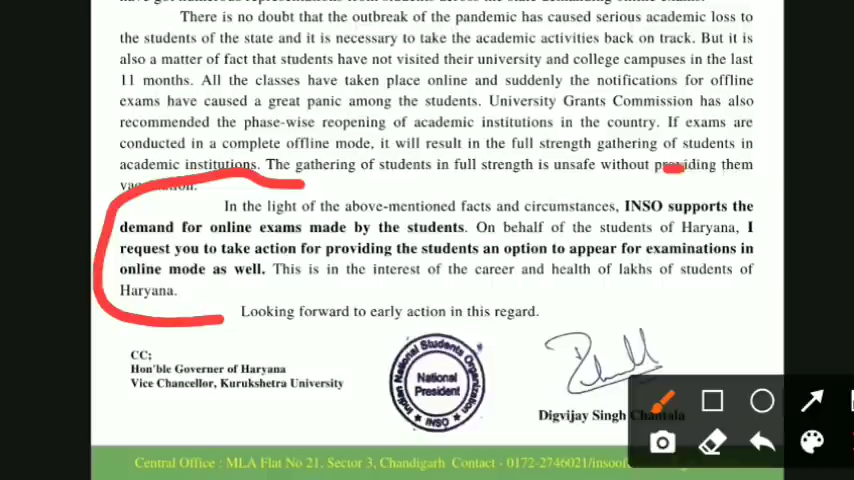 There is no doubt that the outbreak of the pandemic has caused serious academic loss to
the students of the state and it is necessary to take the academic activities back on track. But it is
also a matter of fact that students have not visited their university and college campuses in the last
11 months. All the classes have taken place online and suddenly the notifications for offline
exams have caused a great panic among the students. University Grants Commission has also
recommended the phase-wise reopening of academic institutions in the country. If exams are
conducted in a complete offline mode, it will result in the full strength gathering of students in
academic institutions. The gathering of students in full strength is unsafe without providing them
vaccination.
In the light of the above-mentioned facts and circumstances, INSO supports the
demand for online exams made by the students. On behalf of the students of Haryana, I
request you to take action for providing the students an option to appear for examinations in
online mode as well. This is in the interest of the career and health of lakhs of students of
Haryana.
Looking forward to early action in this regard.
CC;
Hon'ble Governor of Haryana
Vice Chancellor, Kurukshetra University
Indian National Students Organization
National
President
★ INSO ★
Digvijay Singh Chautala
Central Office : MLA Flat No 21, Sector 3, Chandigarh Contact - 0172-2746021/